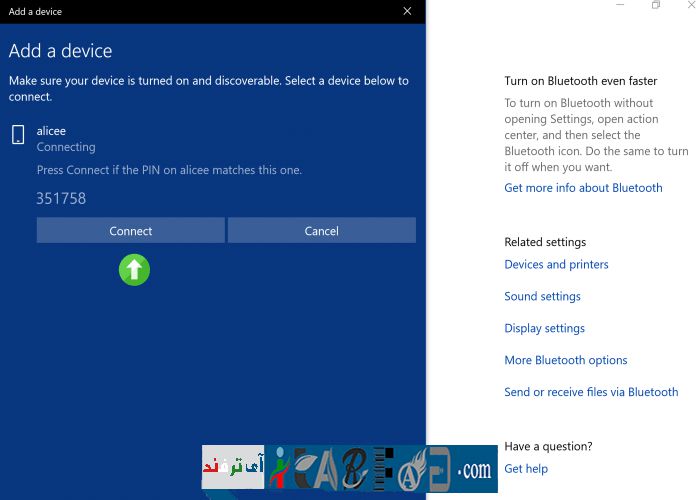 Add a device
Add a device
Make sure your device is turned on and discoverable. Select a device below to
connect.
alicee
Connecting
Press Connect if the PIN on alicee matches this one.
351758
Connect
Cancel
Turn on Bluetooth even faster
To turn on Bluetooth without
opening Settings, open action
center, and then select the
Bluetooth icon. Do the same to turn
it off when you want.
Get more info about Bluetooth
Related settings
Devices and printers
Sound settings
Display settings
More Bluetooth options
Send or receive files via Bluetooth
Have a question?
Get help
آی ترفند
.com